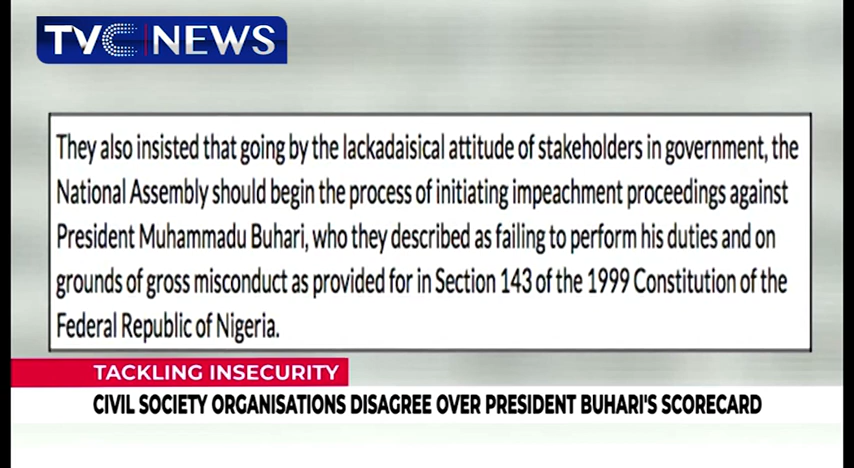 TVC NEWS
They also insisted that going by the lackadaisical attitude of stakeholders in government, the
National Assembly should begin the process of initiating impeachment proceedings against
President Muhammadu Buhari, who they described as failing to perform his duties and on
grounds of gross misconduct as provided for in Section 143 of the 1999 Constitution of the
Federal Republic of Nigeria.
TACKLING INSECURITY
CIVIL SOCIETY ORGANISATIONS DISAGREE OVER PRESIDENT BUHARI'S SCORECARD